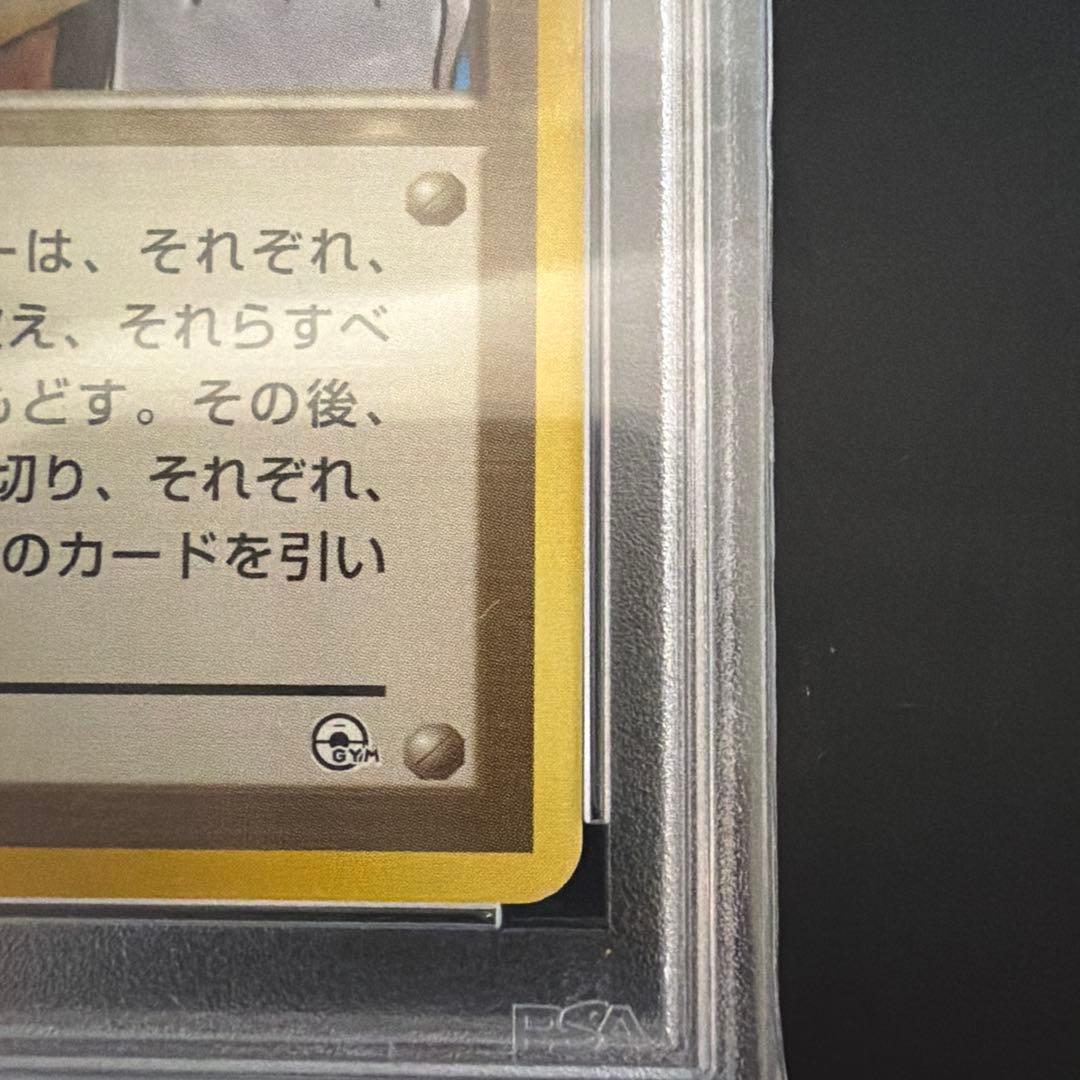 ーは、それぞれ、
え、それらすべ
もどす。その後、
切り、それぞれ、
のカードを引い
GYM
PSA